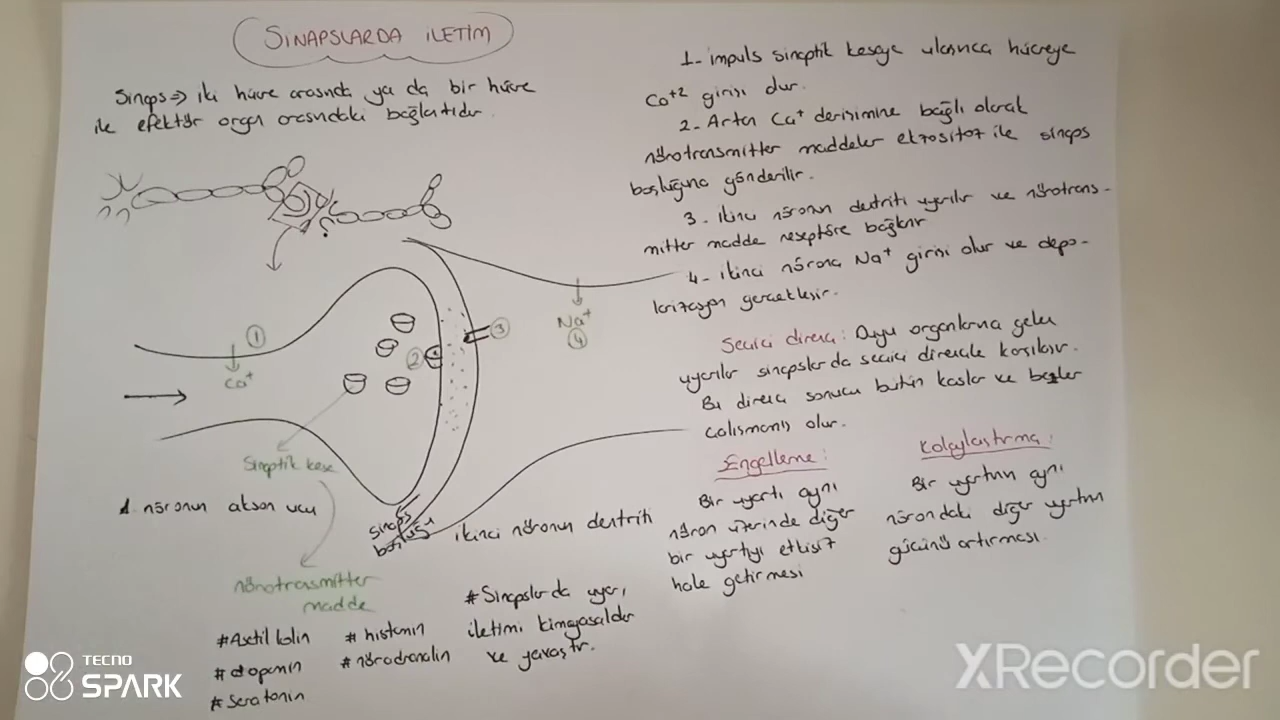 SİNAPSLARDA İLETİM
Sinaps => İki hücre arasında ya da bir hücre
ile efektör organ arasındaki bağlantıdır.
①
Ca⁺
②
③
Na⁺
④
Sinaptik kese
1. nöronun akson ucu
sinaps
boşluğu
ikinci nöronun dentriti
nörotransmitter
madde
#Asetil kolin
#dopamin
#Seratonin
#histamin
#nöradrenalin
#Sinapslarda uyarı
iletimi kimyasaldır
ve yavaştır.
1- impuls sinaptik keseye ulaşınca hücreye
Ca⁺² girişi olur.
2- Artan Ca⁺ derişimine bağlı olarak
nörotransmitter maddeler ekzositoz ile sinaps
boşluğuna gönderilir.
3- ikinci nöronun dentriti uyarılır ve nörotrans-
mitter madde reseptöre bağlanır
4- ikinci nörona Na⁺ girişi olur ve depo-
larizasyon gerçekleşir.
Seçici direnç: Duyu organlarına gelen
uyarılar sinapslarda seçici dirençle karşılaşır.
Bu direnç sonucu bütün kaslar ve bezler
çalışmamış olur.
Engelleme:
Bir uyartı aynı
nöron üzerinde diğer
bir uyartıyı etkisiz
hale getirmesi
Kolaylaştırma:
Bir uyartının aynı
nörondaki diğer uyartının
gücünü artırması.
TECNO
SPARK
XRecorder